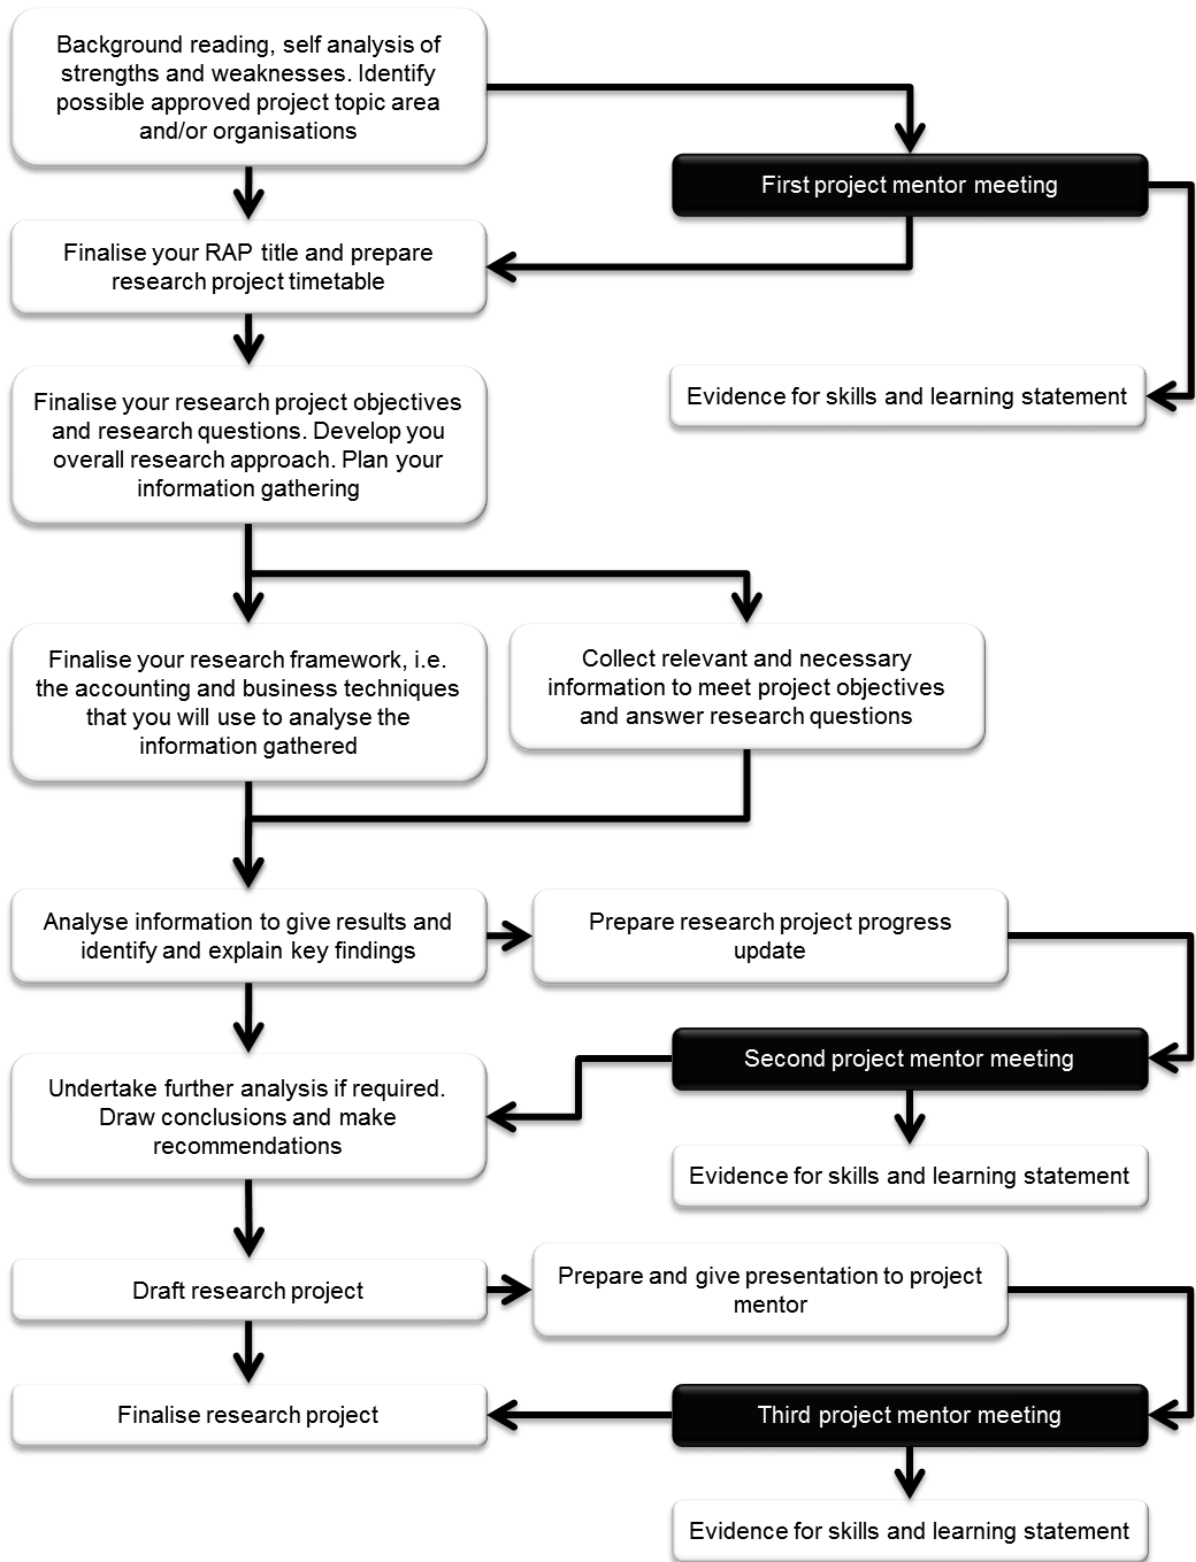 Background reading, self analysis of
strengths and weaknesses. Identify
possible approved project topic area
and/or organisations
First project mentor meeting
Finalise your RAP title and prepare
research project timetable
Evidence for skills and learning statement
Finalise your research project objectives
and research questions. Develop you
overall research approach. Plan your
information gathering
Finalise your research framework, i.e.
the accounting and business techniques
that you will use to analyse the
information gathered
Collect relevant and necessary
information to meet project objectives
and answer research questions
Analyse information to give results and
identify and explain key findings
Prepare research project progress
update
Second project mentor meeting
Undertake further analysis if required.
Draw conclusions and make
recommendations
Evidence for skills and learning statement
Draft research project
Prepare and give presentation to project
mentor
Finalise research project
Third project mentor meeting
Evidence for skills and learning statement